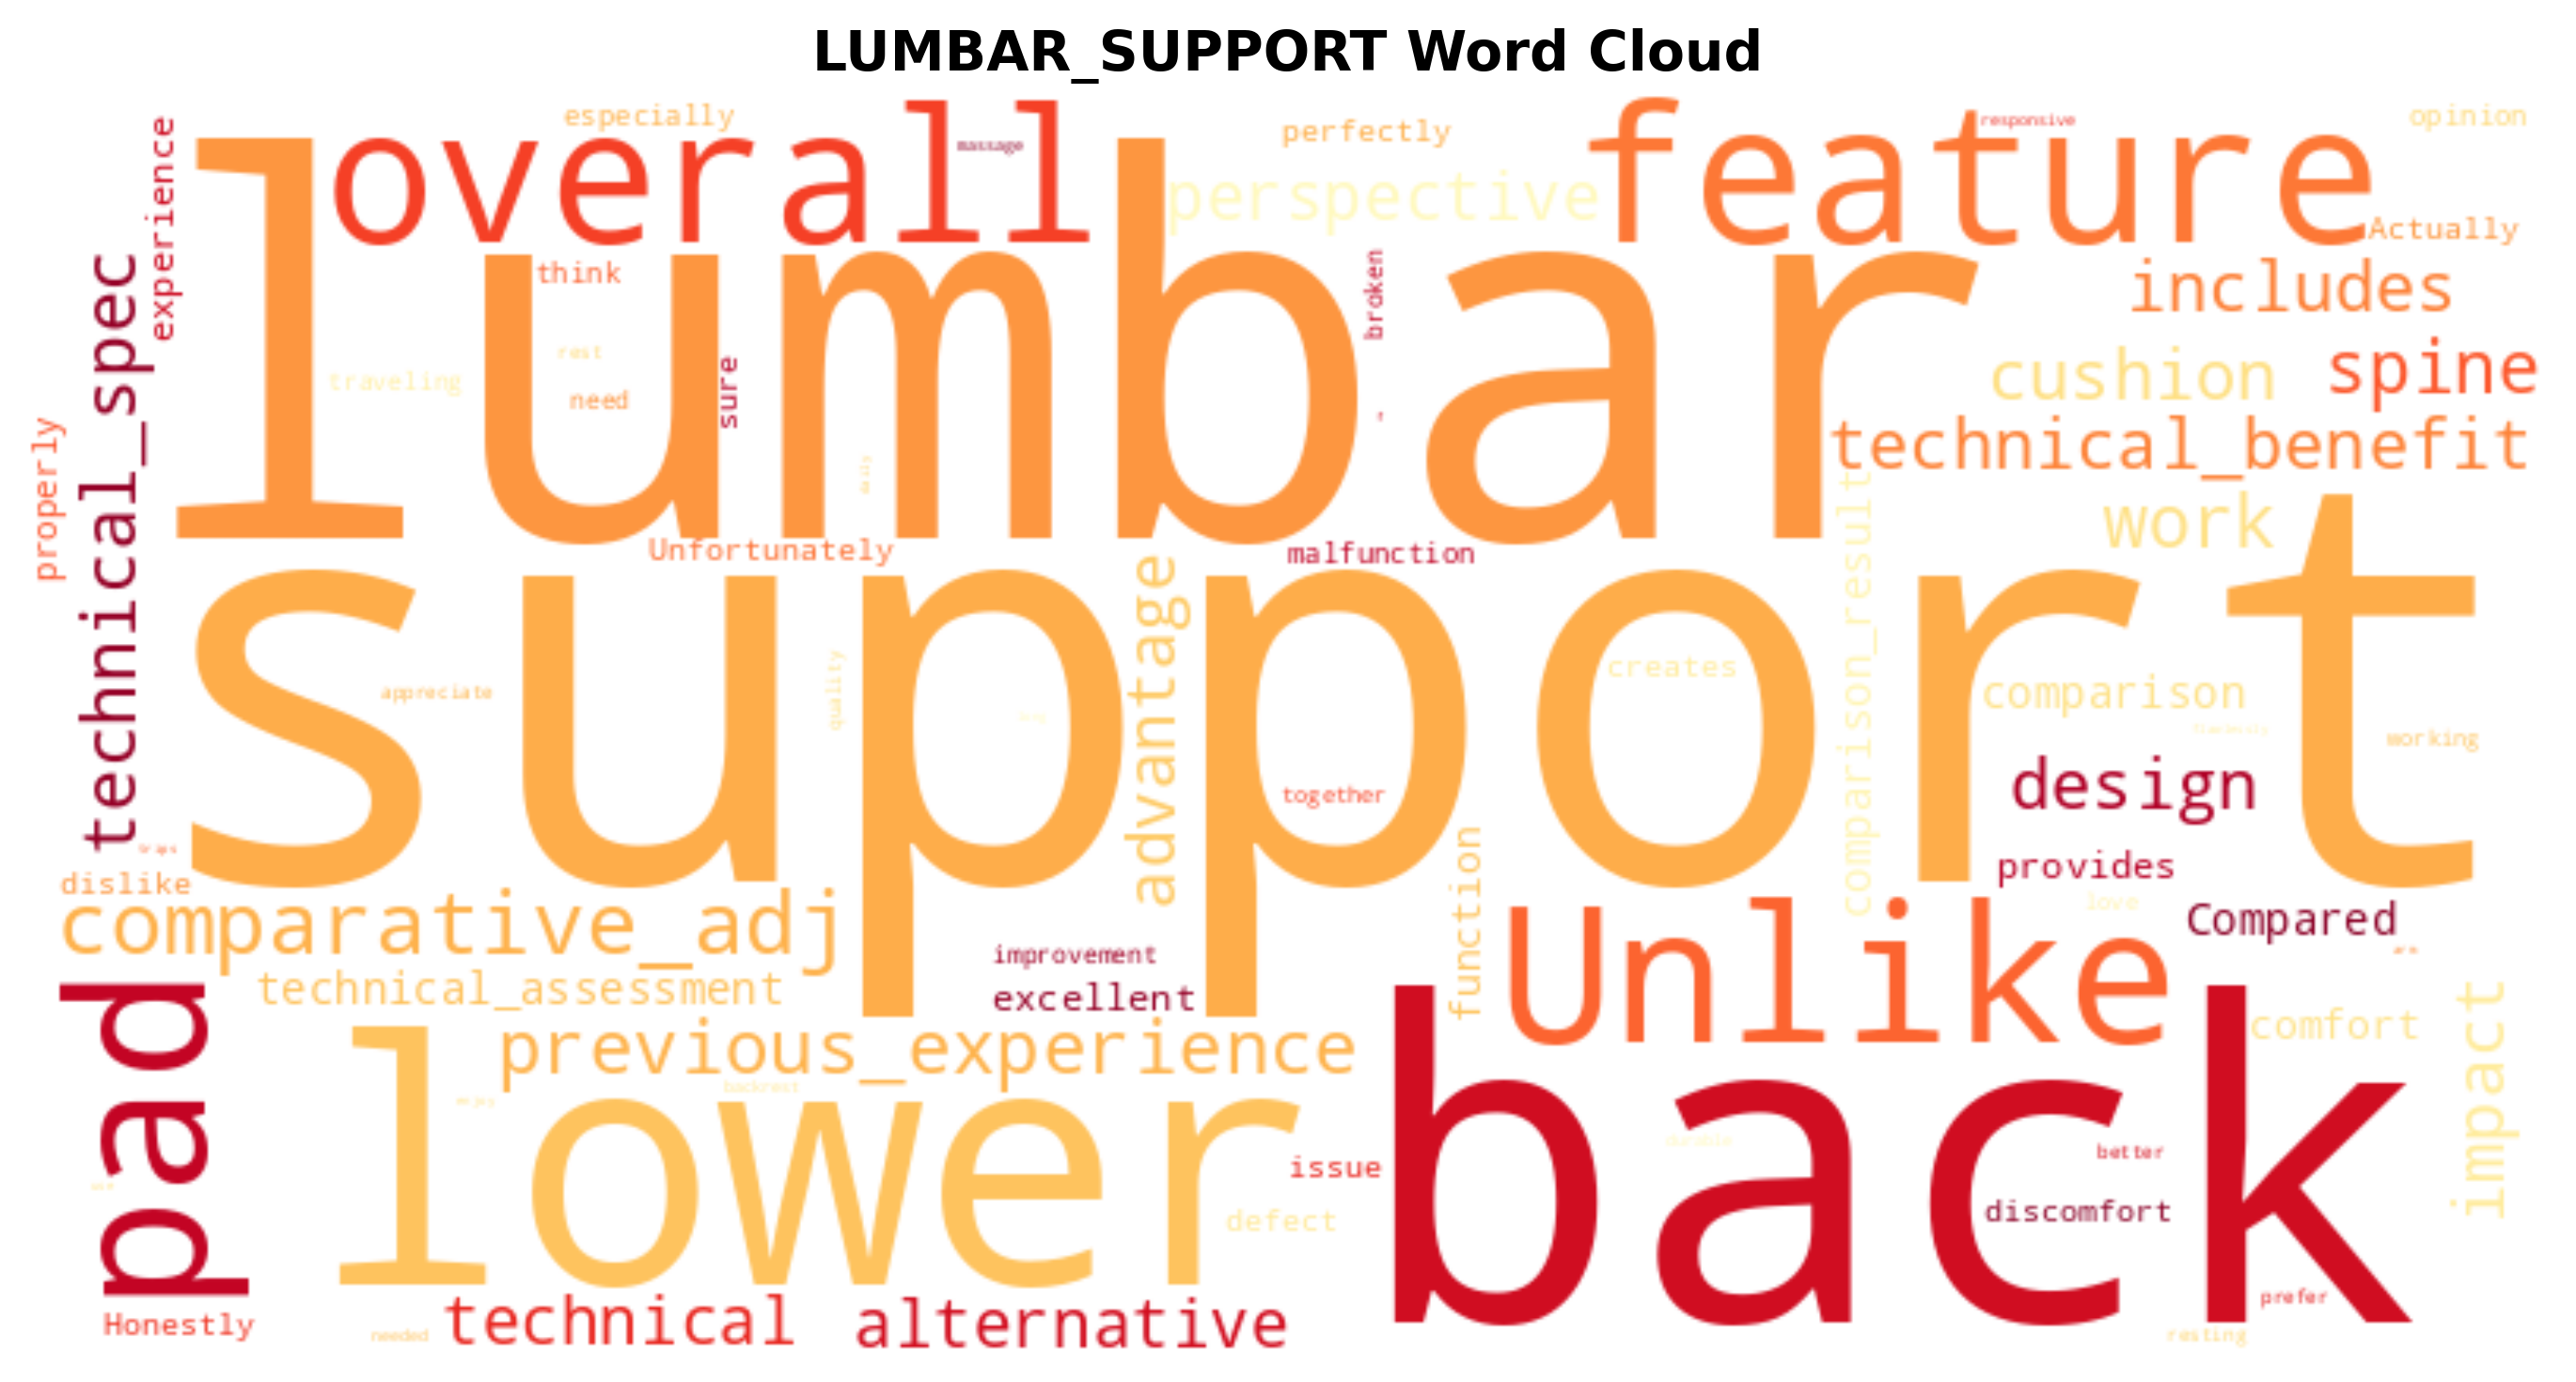 LUMBAR_SUPPORT Word Cloud
especially
overall
massage
perfectly
feature
responsive
opinion
experience
perspective
Actually
lumbar
think
broken
includes
technical_spec
rest
traveling
need
sure
cushion
spine
properly
daily
technical_benefit
work
Unfortunately
malfunction
comparison_result
support
advantage
appreciate
quality
creates
comparison
working
together
design
function
provides
dislike
comparative_adj
love
Compared
improvement
Unlike
technical_assessment
excellent
pad
previous_experience
comfort
impact
backrest
enjoy
lower
back
durable
better
issue
discomfort
defect
prefer
Honestly
needed
technical
alternative
resting